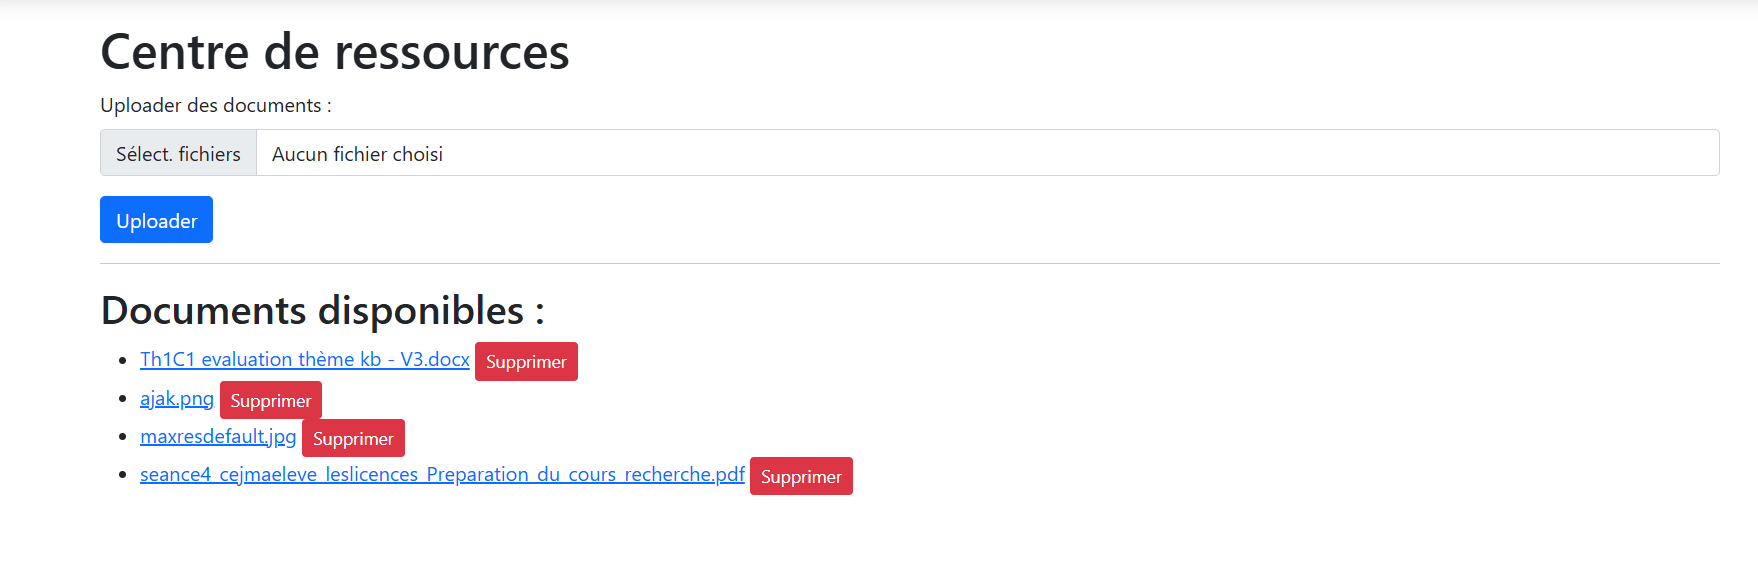 Centre de ressources
Uploader des documents :
Sélect. fichiers Aucun fichier choisi
Uploader
Documents disponibles :
Th1C1 evaluation thème kb - V3.docx Supprimer
ajak.png Supprimer
maxresdefault.jpg Supprimer
seance4_cejmaeleve_leslicences_Preparation_du_cours_recherche.pdf Supprimer